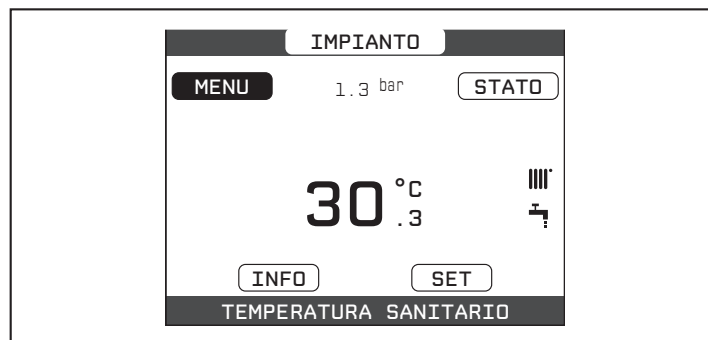 IMPIANTO
MENU 1.3 bar STATO
30.3 °C
INFO SET
TEMPERATURA SANITARIO